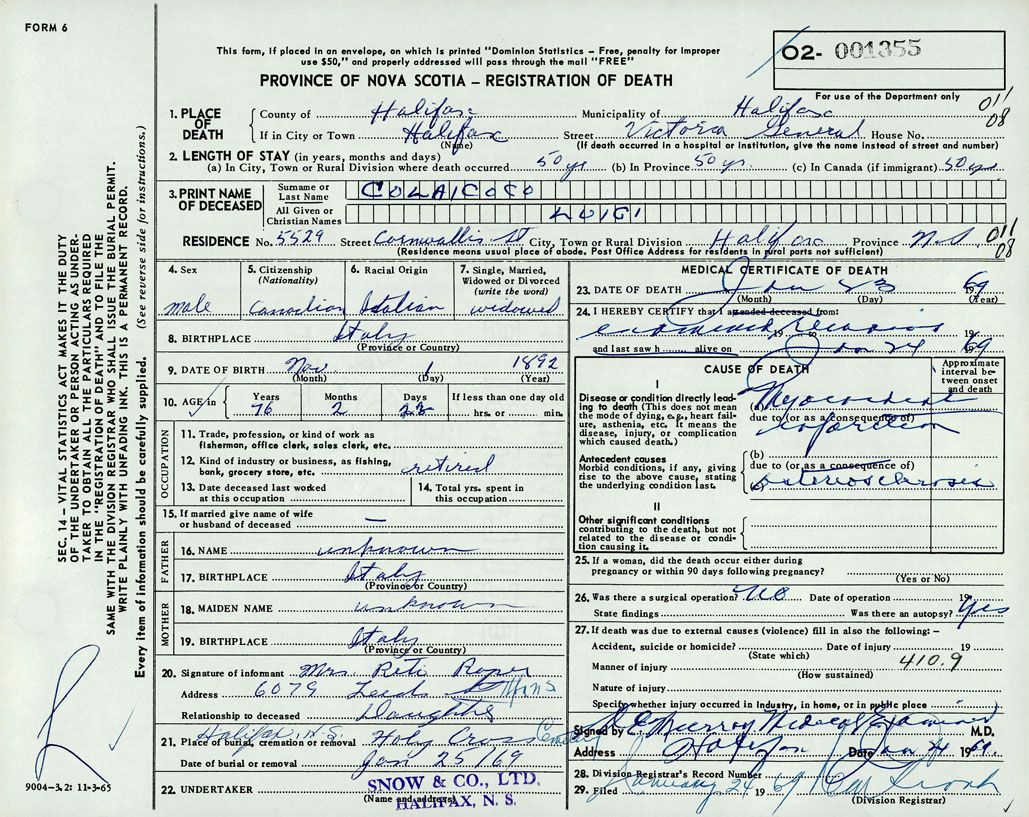 FORM 6
O2- 001355
This form, if placed in an envelope, on which is printed "Dominion Statistics – Free, penalty for improper
use $50," and properly addressed will pass through the mail "FREE"
PROVINCE OF NOVA SCOTIA – REGISTRATION OF DEATH
For use of the Department only
011
08
1. PLACE OF DEATH
County of Halifax Municipality of Halifax
If in City or Town Halifax Street Victoria General House No.
(Name) (If death occurred in a hospital or institution, give the name instead of street and number)
2. LENGTH OF STAY (in years, months and days)
(a) In City, Town or Rural Division where death occurred 50 yrs (b) In Province 50 yrs. (c) In Canada (if immigrant) 50 yrs
3. PRINT NAME OF DECEASED
Surname or Last Name COLAICOCO
All Given or Christian Names LUIGI
RESIDENCE No. 5529 Street Cornwallis St City, Town or Rural Division Halifax Province N.S
011
08
(Residence means usual place of abode. Post Office Address for residents in rural parts not sufficient)
4. Sex
male
5. Citizenship (Nationality)
Canadian
6. Racial Origin
Italian
7. Single, Married, Widowed or Divorced (write the word)
widowed
8. BIRTHPLACE Italy
(Province or Country)
9. DATE OF BIRTH Nov 1 1892
(Month) (Day) (Year)
10. AGE in Years Months Days If less than one day old
76 2 22 hrs. or min.
OCCUPATION
11. Trade, profession, or kind of work as
fisherman, office clerk, sales clerk, etc.
12. Kind of industry or business, as fishing,
bank, grocery store, etc. retired
13. Date deceased last worked at this occupation
14. Total yrs. spent in this occupation
15. If married give name of wife
or husband of deceased —
FATHER
16. NAME unknown
17. BIRTHPLACE Italy
(Province or Country)
MOTHER
18. MAIDEN NAME unknown
19. BIRTHPLACE Italy
(Province or Country)
20. Signature of informant Mrs Reti Roper
Address 6079 Leeds St Hfx N S
Relationship to deceased Daughter
Halifax, N.S.
21. Place of burial, cremation or removal Holy Cross
Date of burial or removal Jan 25/69
22. UNDERTAKER SNOW & CO., LTD.
(Name and address) HALIFAX, N. S.
MEDICAL CERTIFICATE OF DEATH
23. DATE OF DEATH Jan 23 1969
(Month) (Day) (Year)
24. I HEREBY CERTIFY that I attended deceased from:
examined remains 19
and last saw h alive on Jan 24 1969
CAUSE OF DEATH
Approximate interval between onset and death
I
Disease or condition directly leading to death (This does not mean the mode of dying, e.g., heart failure, asthenia, etc. It means the disease, injury, or complication which caused death.)
(a) Myocardial
due to (or as a consequence of)
infarction
Antecedent causes
Morbid conditions, if any, giving rise to the above cause, stating the underlying condition last.
(b)
due to (or as a consequence of)
(c) arteriosclerosis
II
Other significant conditions
contributing to the death, but not related to the disease or condition causing it.
25. If a woman, did the death occur either during
pregnancy or within 90 days following pregnancy?
(Yes or No)
26. Was there a surgical operation? No Date of operation 19
State findings Was there an autopsy? Yes
27. If death was due to external causes (violence) fill in also the following: –
Accident, suicide or homicide? Date of injury 19
(State which)
Manner of injury 410.9
(How sustained)
Nature of injury
Specify whether injury occurred in industry, in home, or in public place
Signed by Murray Medical Examiner M.D.
Address Halifax Date Jan 1969.
28. Division Registrar's Record Number
29. Filed January 24 1969
(Division Registrar)
SEC. 14 – VITAL STATISTICS ACT MAKES IT THE DUTY
OF THE UNDERTAKER OR PERSON ACTING AS UNDER-
TAKER TO OBTAIN ALL THE PARTICULARS REQUIRED
IN THE "REGISTRATION OF DEATH" AND TO FILE THE
SAME WITH THE DIVISION REGISTRAR WHO SHALL ISSUE THE BURIAL PERMIT.
WRITE PLAINLY WITH UNFADING INK. THIS IS A PERMANENT RECORD.
Every item of information should be carefully supplied. (See reverse side for instructions.)
9004-3.2: 11-3-65